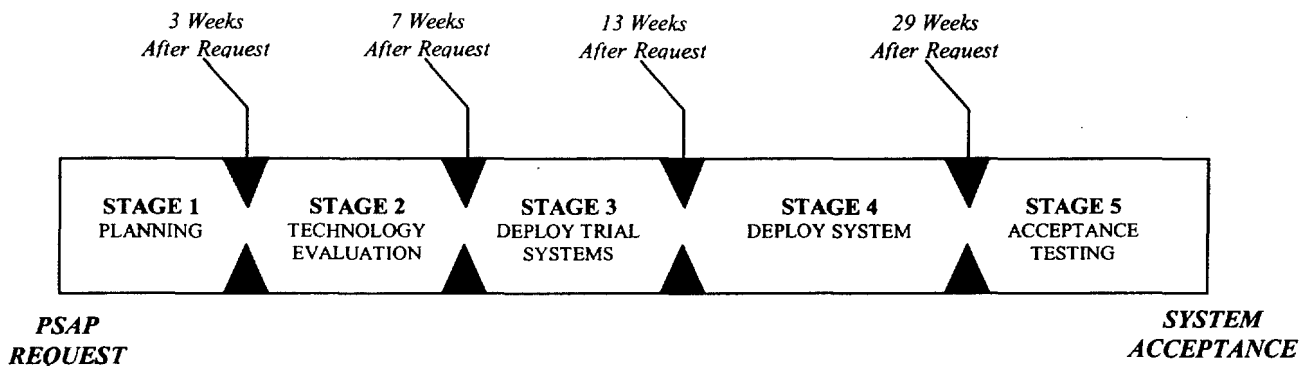 3 Weeks
After Request
7 Weeks
After Request
13 Weeks
After Request
29 Weeks
After Request
STAGE 1
PLANNING
STAGE 2
TECHNOLOGY
EVALUATION
STAGE 3
DEPLOY TRIAL
SYSTEMS
STAGE 4
DEPLOY SYSTEM
STAGE 5
ACCEPTANCE
TESTING
PSAP
REQUEST
SYSTEM
ACCEPTANCE